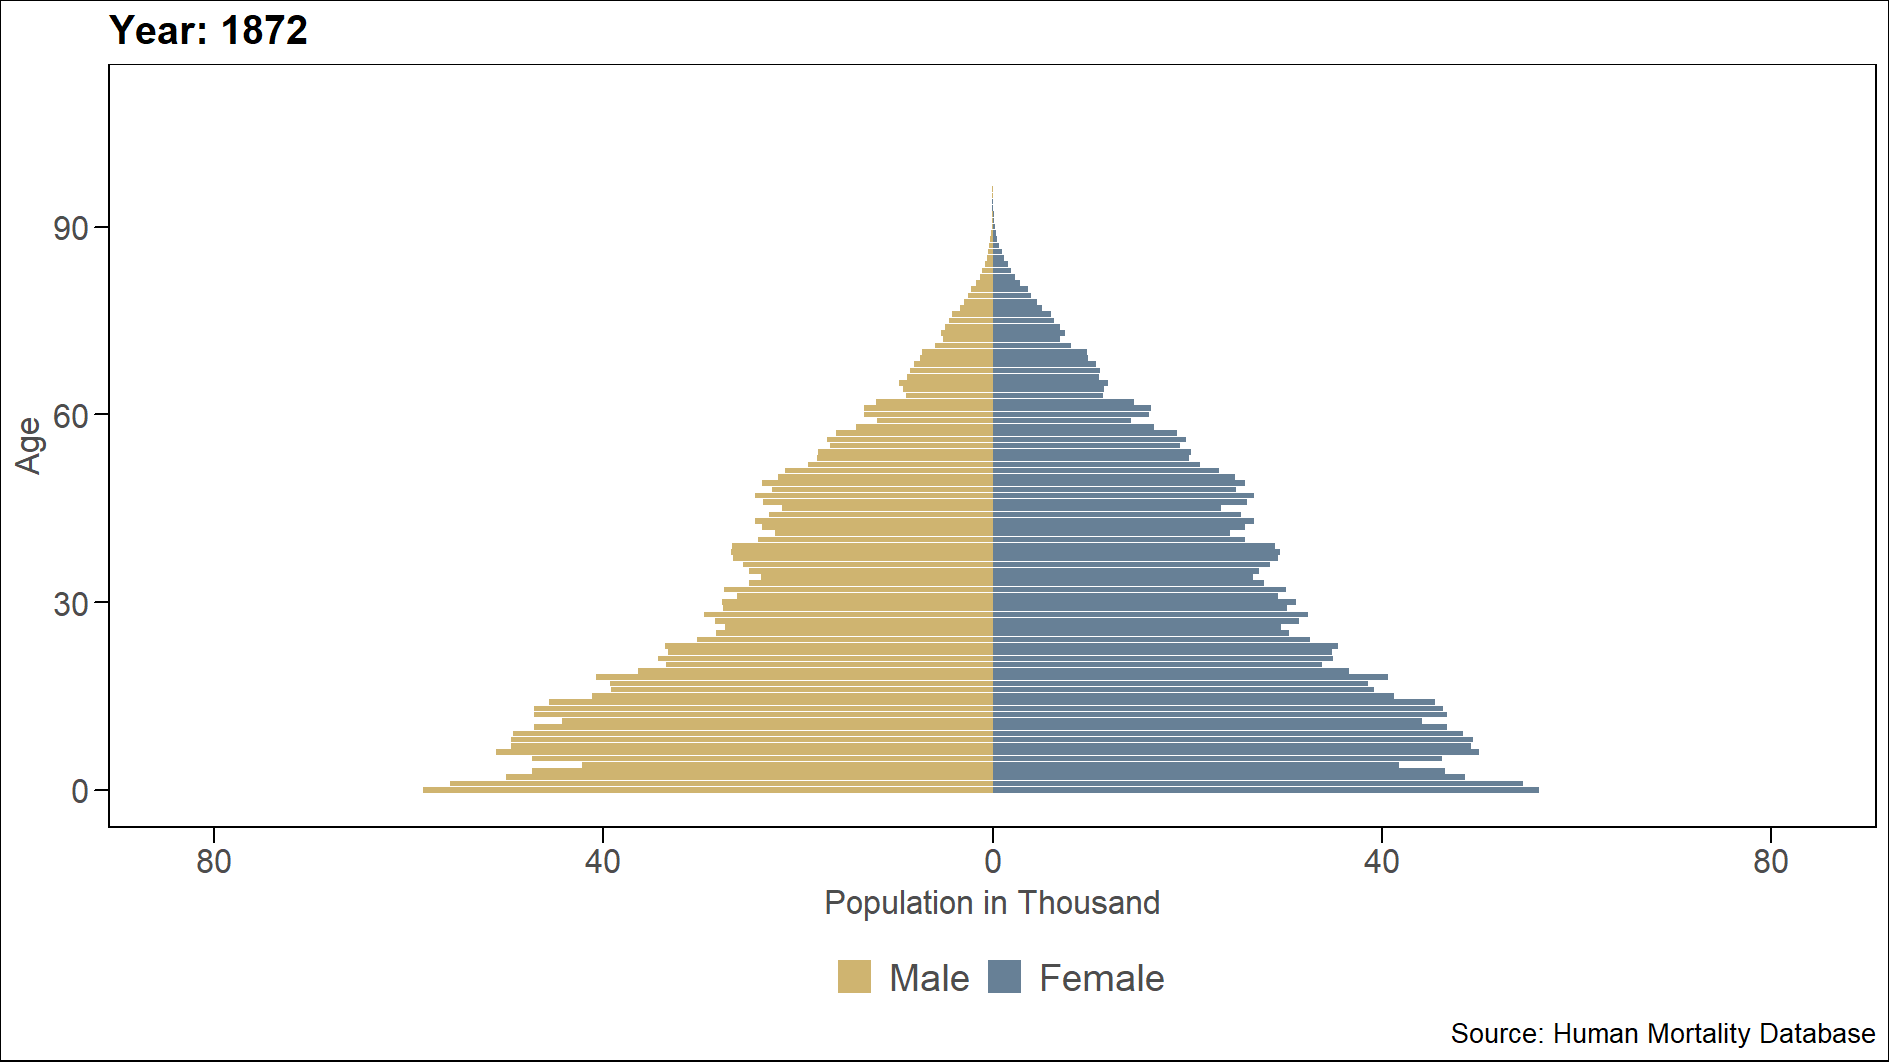 Year: 1872
90
60
30
0
Age
80 40 0 40 80
Population in Thousand
Male Female
Source: Human Mortality Database